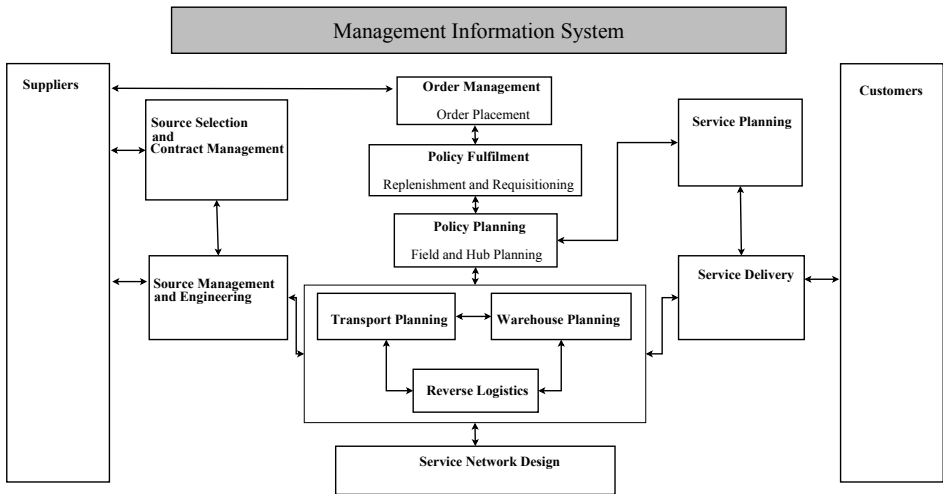 Management Information System
Suppliers
Order Management
Order Placement
Customers
Source Selection
and
Contract Management
Service Planning
Policy Fulfilment
Replenishment and Requisitioning
Policy Planning
Field and Hub Planning
Source Management
and Engineering
Service Delivery
Transport Planning
Warehouse Planning
Reverse Logistics
Service Network Design